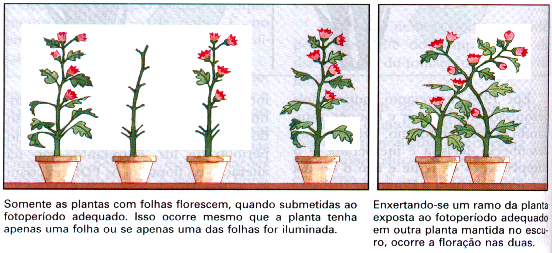 Somente as plantas com folhas florescem, quando submetidas ao
fotoperíodo adequado. Isso ocorre mesmo que a planta tenha
apenas uma folha ou se apenas uma das folhas for iluminada.
Enxertando-se um ramo da planta
exposta ao fotoperíodo adequado
em outra planta mantida no escu-
ro, ocorre a floração nas duas.